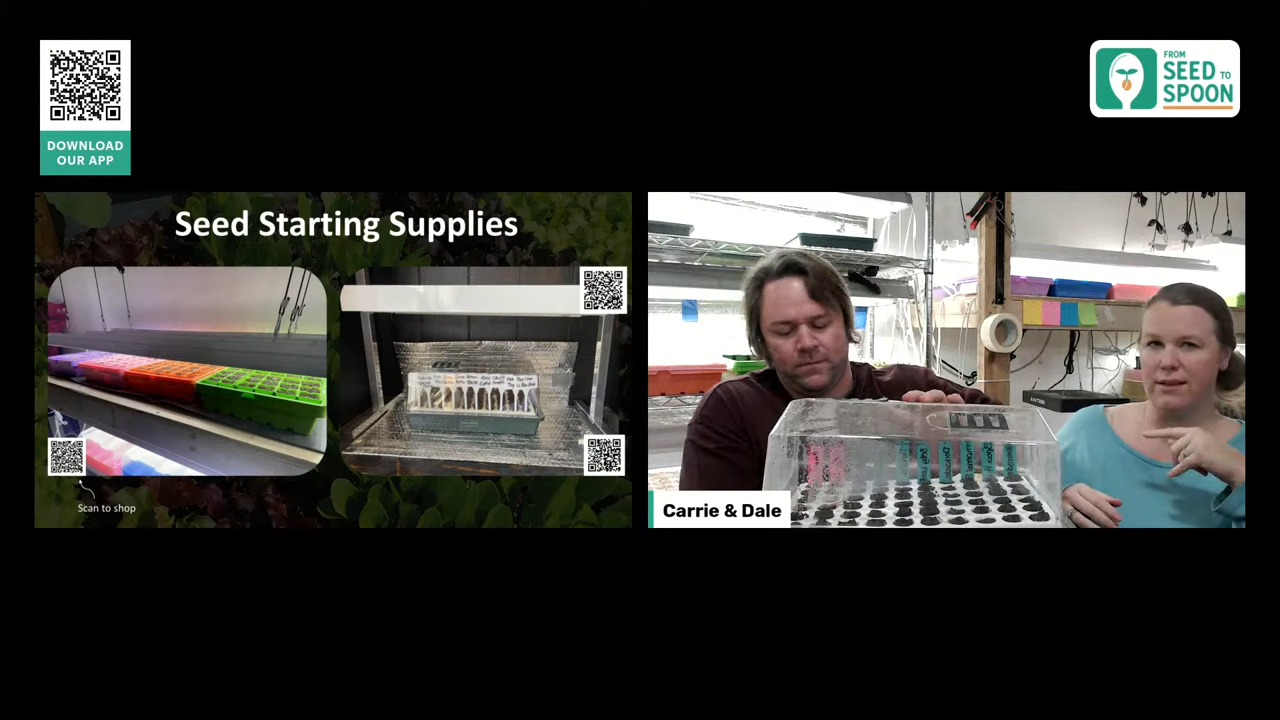 DOWNLOAD
OUR APP
FROM
SEED TO
SPOON
Seed Starting Supplies
Scan to shop
Carrie & Dale